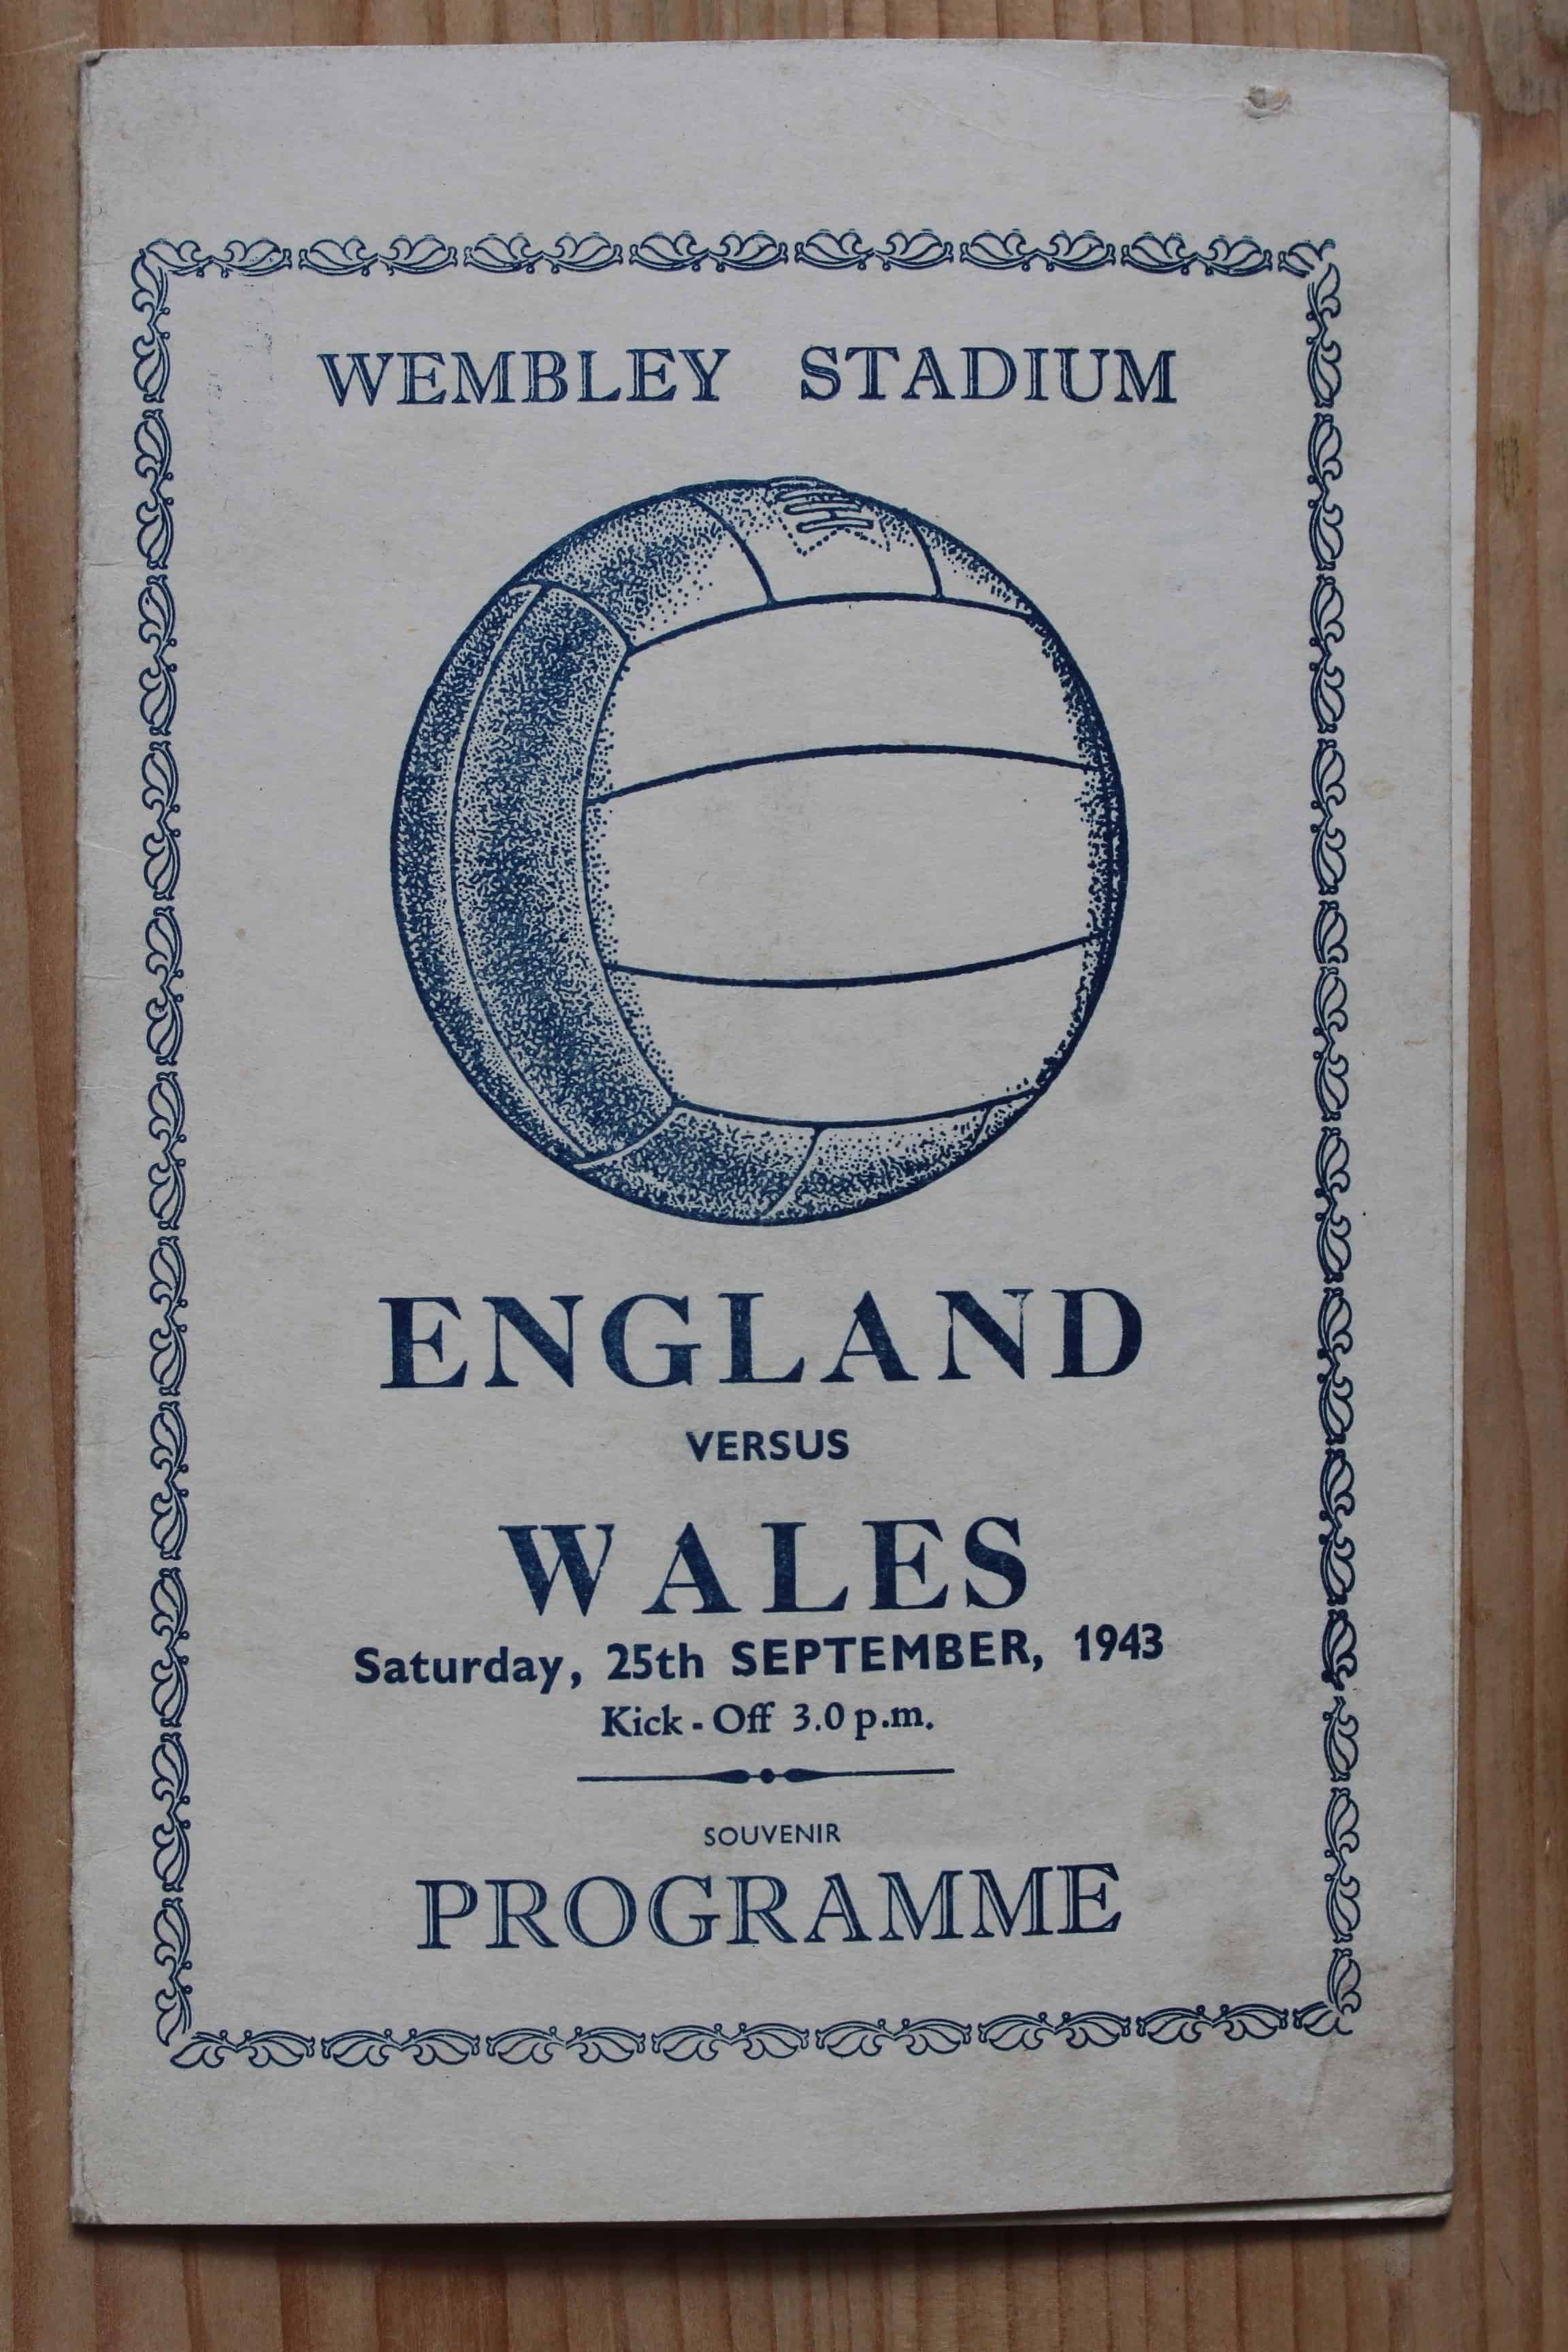 WEMBLEY STADIUM
ENGLAND
VERSUS
WALES
Saturday, 25th SEPTEMBER, 1943
Kick-Off 3.0 p.m.
SOUVENIR
PROGRAMME